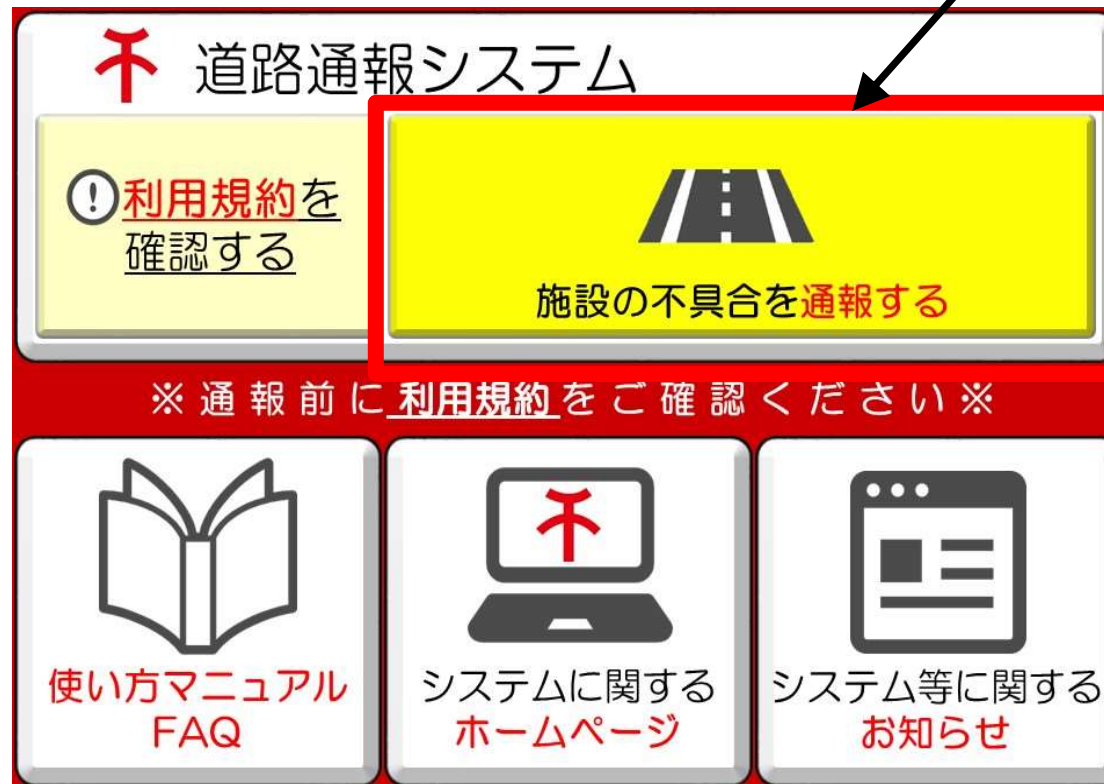 道路通報システム
利用規約を
確認する
施設の不具合を通報する
※通報前に利用規約をご確認ください※
使い方マニュアル
FAQ
システムに関する
ホームページ
システム等に関する
お知らせ